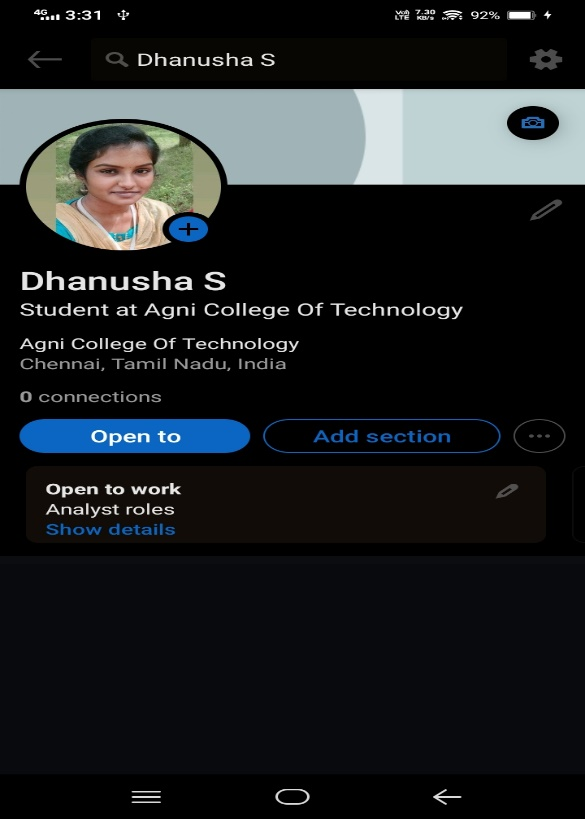 4G 3:31 Vo) LTE 7.30 KB/s 92%
Dhanusha S
Dhanusha S
Student at Agni College Of Technology
Agni College Of Technology
Chennai, Tamil Nadu, India
0 connections
Open to Add section
Open to work
Analyst roles
Show details